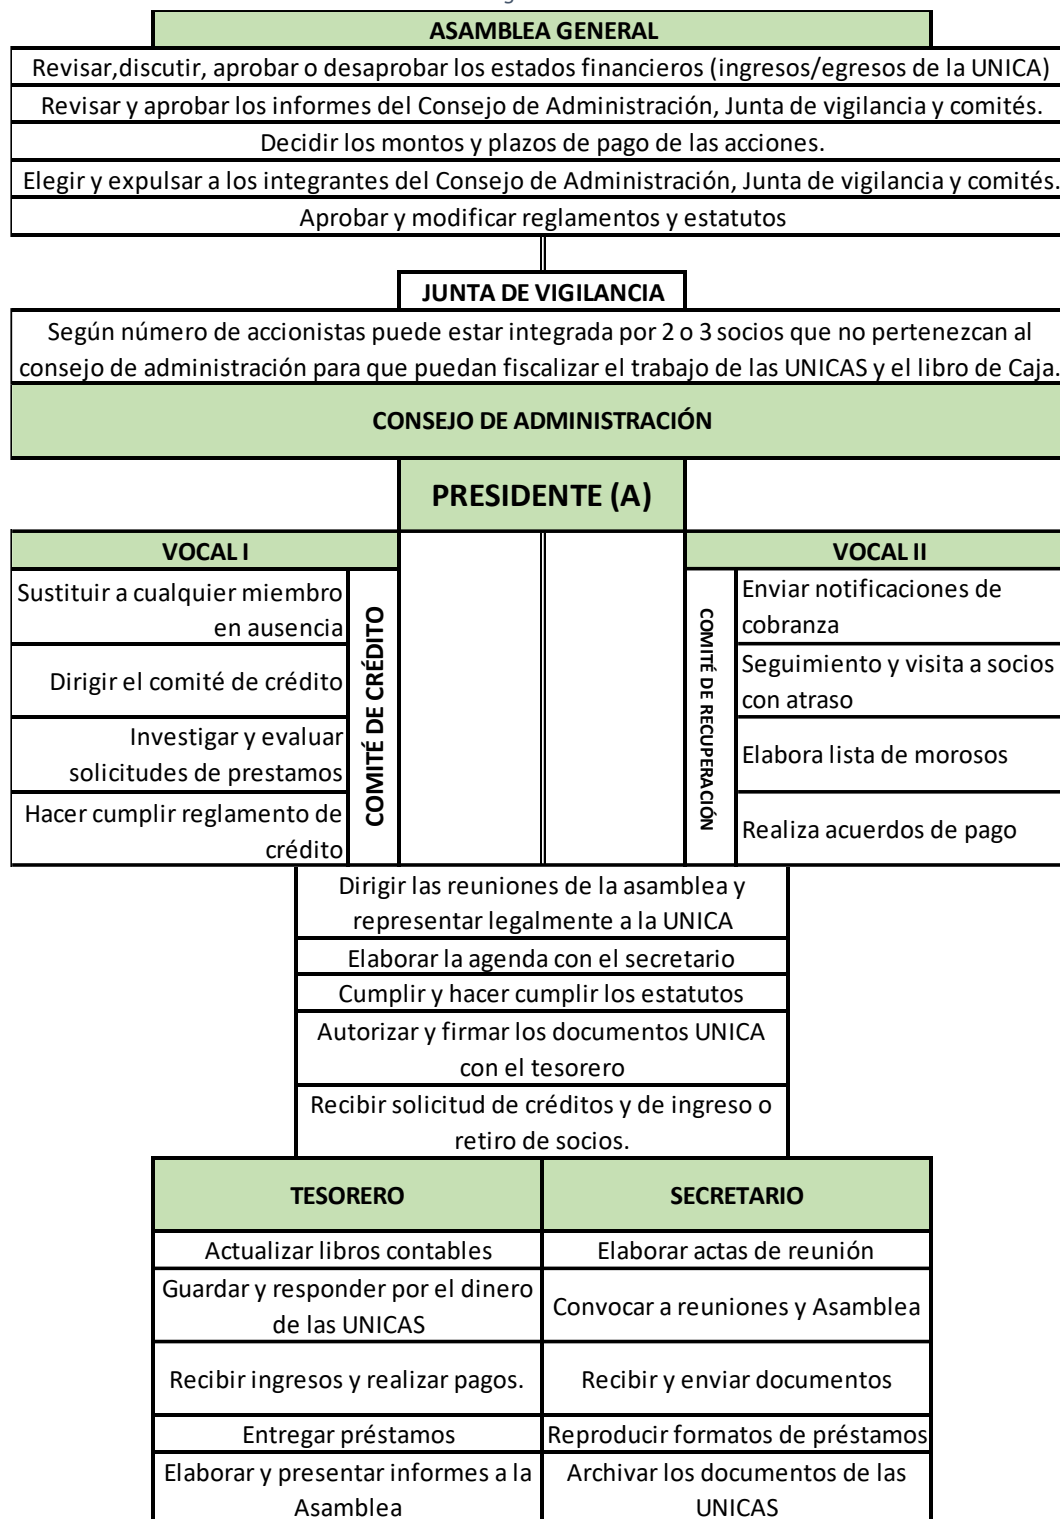 ASAMBLEA GENERAL
Revisar,discutir, aprobar o desaprobar los estados financieros (ingresos/egresos de la UNICA)
Revisar y aprobar los informes del Consejo de Administración, Junta de vigilancia y comités.
Decidir los montos y plazos de pago de las acciones.
Elegir y expulsar a los integrantes del Consejo de Administración, Junta de vigilancia y comités.
Aprobar y modificar reglamentos y estatutos
JUNTA DE VIGILANCIA
Según número de accionistas puede estar integrada por 2 o 3 socios que no pertenezcan al
consejo de administración para que puedan fiscalizar el trabajo de las UNICAS y el libro de Caja.
CONSEJO DE ADMINISTRACIÓN
PRESIDENTE (A)
VOCAL I
Sustituir a cualquier miembro
en ausencia
Dirigir el comité de crédito
Investigar y evaluar
solicitudes de prestamos
Hacer cumplir reglamento de
crédito
COMITÉ DE CRÉDITO
VOCAL II
COMITÉ DE RECUPERACIÓN
Enviar notificaciones de
cobranza
Seguimiento y visita a socios
con atraso
Elabora lista de morosos
Realiza acuerdos de pago
Dirigir las reuniones de la asamblea y
representar legalmente a la UNICA
Elaborar la agenda con el secretario
Cumplir y hacer cumplir los estatutos
Autorizar y firmar los documentos UNICA
con el tesorero
Recibir solicitud de créditos y de ingreso o
retiro de socios.
TESORERO
Actualizar libros contables
Guardar y responder por el dinero
de las UNICAS
Recibir ingresos y realizar pagos.
Entregar préstamos
Elaborar y presentar informes a la
Asamblea
SECRETARIO
Elaborar actas de reunión
Convocar a reuniones y Asamblea
Recibir y enviar documentos
Reproducir formatos de préstamos
Archivar los documentos de las
UNICAS